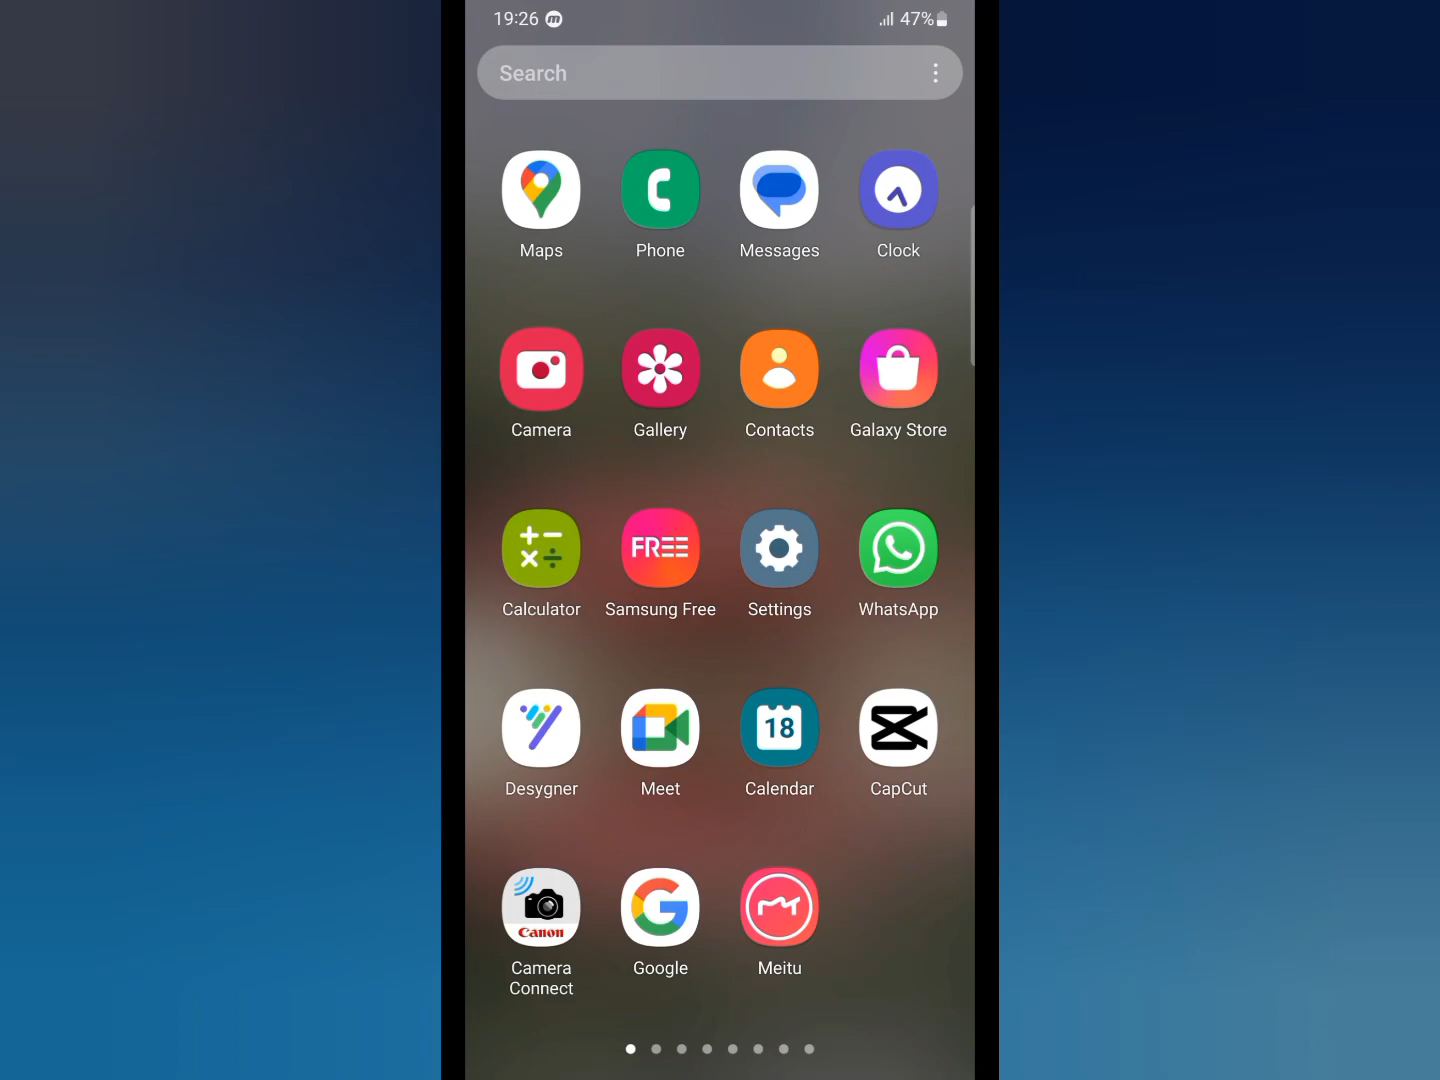 19:26 m 47%
Search
Maps Phone Messages Clock
Camera Gallery Contacts Galaxy Store
FREE
Calculator Samsung Free Settings WhatsApp
18
Desygner Meet Calendar CapCut
Canon
Camera Connect Google Meitu